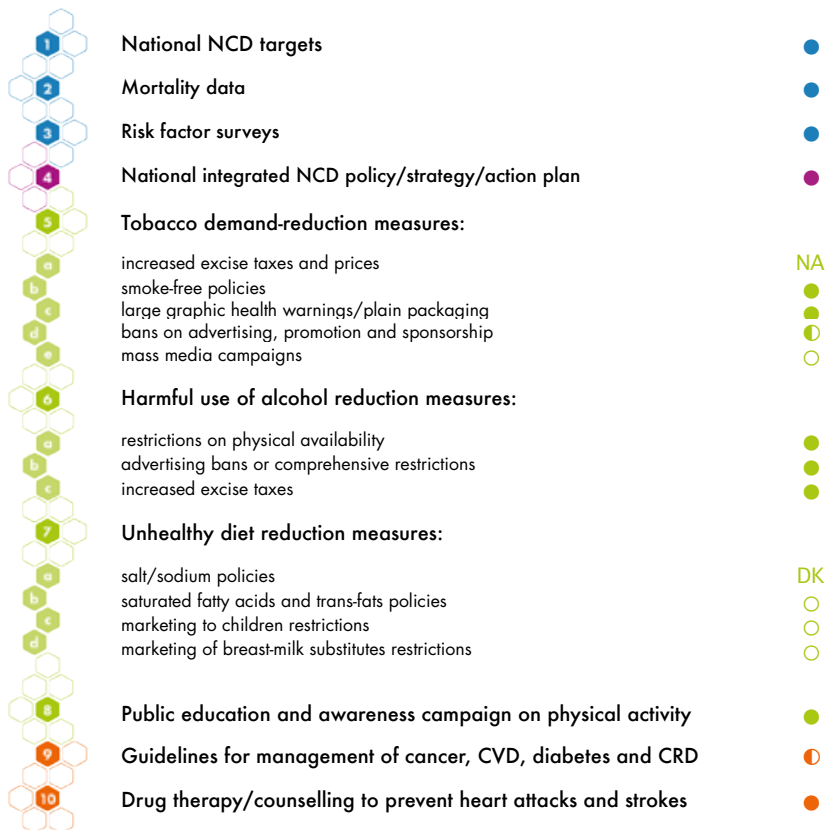 1 National NCD targets
2 Mortality data
3 Risk factor surveys
4 National integrated NCD policy/strategy/action plan
5 Tobacco demand-reduction measures:
a increased excise taxes and prices NA
b smoke-free policies
c large graphic health warnings/plain packaging
d bans on advertising, promotion and sponsorship
e mass media campaigns
6 Harmful use of alcohol reduction measures:
a restrictions on physical availability
b advertising bans or comprehensive restrictions
c increased excise taxes
7 Unhealthy diet reduction measures:
a salt/sodium policies DK
b saturated fatty acids and trans-fats policies
c marketing to children restrictions
d marketing of breast-milk substitutes restrictions
8 Public education and awareness campaign on physical activity
9 Guidelines for management of cancer, CVD, diabetes and CRD
10 Drug therapy/counselling to prevent heart attacks and strokes